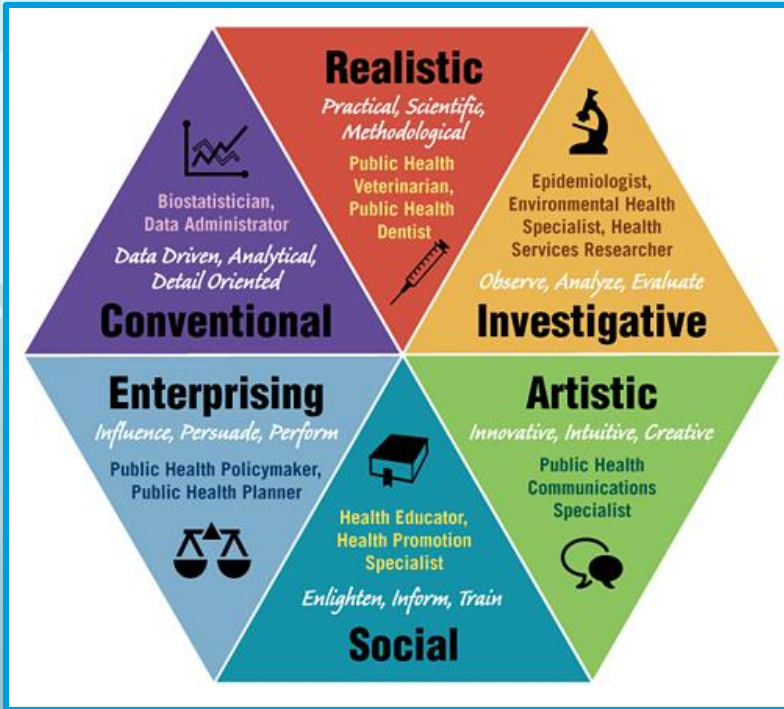 Realistic
Practical, Scientific,
Methodological
Public Health
Veterinarian,
Public Health
Dentist
Epidemiologist,
Environmental Health
Specialist, Health
Services Researcher
Observe, Analyze, Evaluate
Investigative
Artistic
Innovative, Intuitive, Creative
Public Health
Communications
Specialist
Health Educator,
Health Promotion
Specialist
Enlighten, Inform, Train
Social
Enterprising
Influence, Persuade, Perform
Public Health Policymaker,
Public Health Planner
Biostatistician,
Data Administrator
Data Driven, Analytical,
Detail Oriented
Conventional